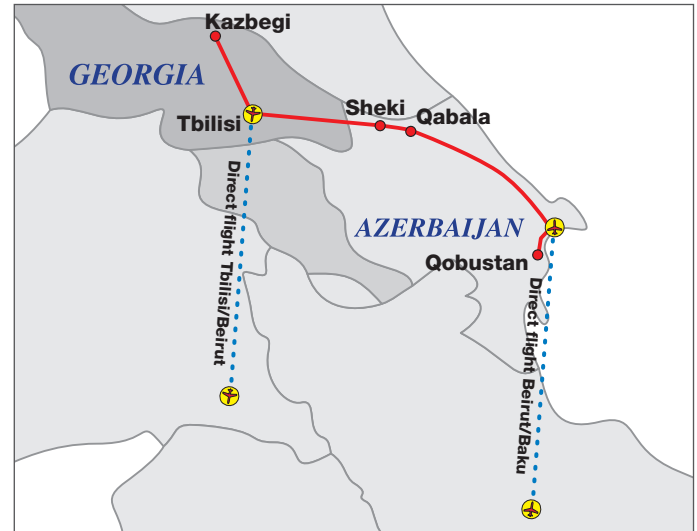 Kazbegi
GEORGIA
Tbilisi
Sheki
Qabala
AZERBAIJAN
Qobustan
Direct flight Tbilisi/Beirut
Direct flight Beirut/Baku